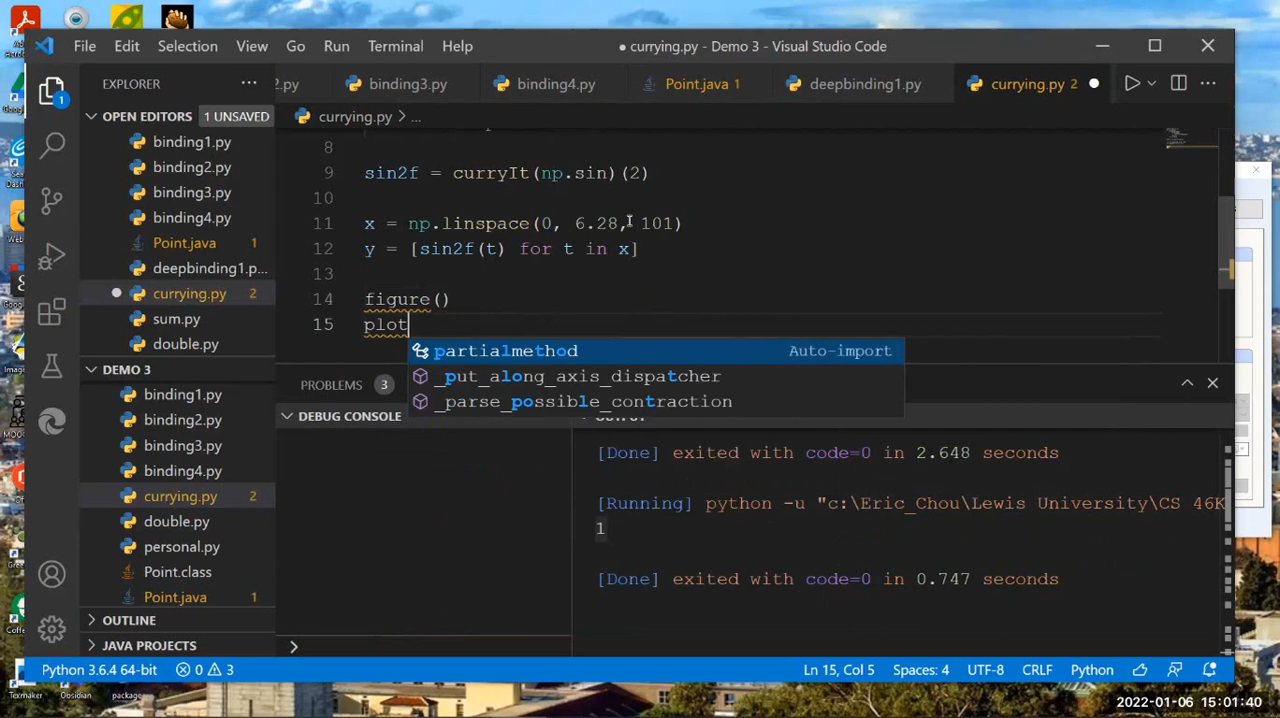 File Edit Selection View Go Run Terminal Help
● currying.py - Demo 3 - Visual Studio Code
EXPLORER
2.py binding3.py binding4.py Point.java 1 deepbinding1.py currying.py 2
OPEN EDITORS 1 UNSAVED
binding1.py
binding2.py
binding3.py
binding4.py
Point.java 1
deepbinding1.p...
currying.py 2
sum.py
double.py
DEMO 3
binding1.py
binding2.py
binding3.py
binding4.py
currying.py 2
double.py
personal.py
Point.class
Point.java 1
OUTLINE
JAVA PROJECTS
currying.py > ...
8
9 sin2f = curryIt(np.sin)(2)
10
11 x = np.linspace(0, 6.28, 101)
12 y = [sin2f(t) for t in x]
13
14 figure()
15 plot
partialmethod Auto-import
_put_along_axis_dispatcher
_parse_possible_contraction
PROBLEMS 3
DEBUG CONSOLE
[Done] exited with code=0 in 2.648 seconds
[Running] python -u "c:\Eric_Chou\Lewis University\CS 46K
1
[Done] exited with code=0 in 0.747 seconds
Python 3.6.4 64-bit 0 3 Ln 15, Col 5 Spaces: 4 UTF-8 CRLF Python
Texmaker Obsidian package
2022-01-06 15:01:40